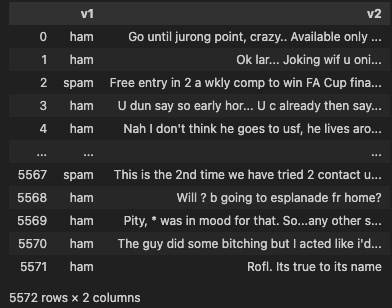 v1 v2
0 ham Go until jurong point, crazy.. Available only ...
1 ham Ok lar... Joking wif u oni...
2 spam Free entry in 2 a wkly comp to win FA Cup fina...
3 ham U dun say so early hor... U c already then say...
4 ham Nah I don't think he goes to usf, he lives aro...
... ... ...
5567 spam This is the 2nd time we have tried 2 contact u...
5568 ham Will ? b going to esplanade fr home?
5569 ham Pity, * was in mood for that. So...any other s...
5570 ham The guy did some bitching but I acted like i'd...
5571 ham Rofl. Its true to its name
5572 rows × 2 columns